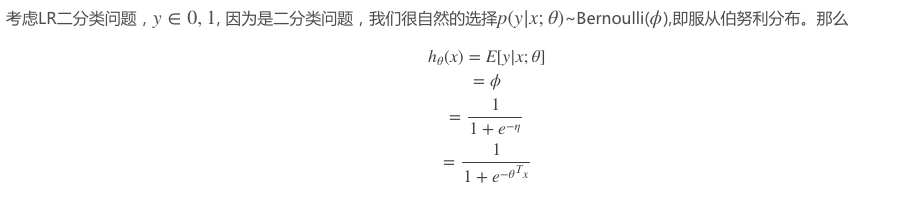 考虑LR二分类问题，y ∈ 0, 1, 因为是二分类问题，我们很自然的选择p(y|x; θ)~Bernoulli(ϕ),即服从伯努利分布。那么
h_θ(x) = E[y|x; θ]
= ϕ
= \frac{1}{1 + e^{-η}}
= \frac{1}{1 + e^{-θ^T x}}